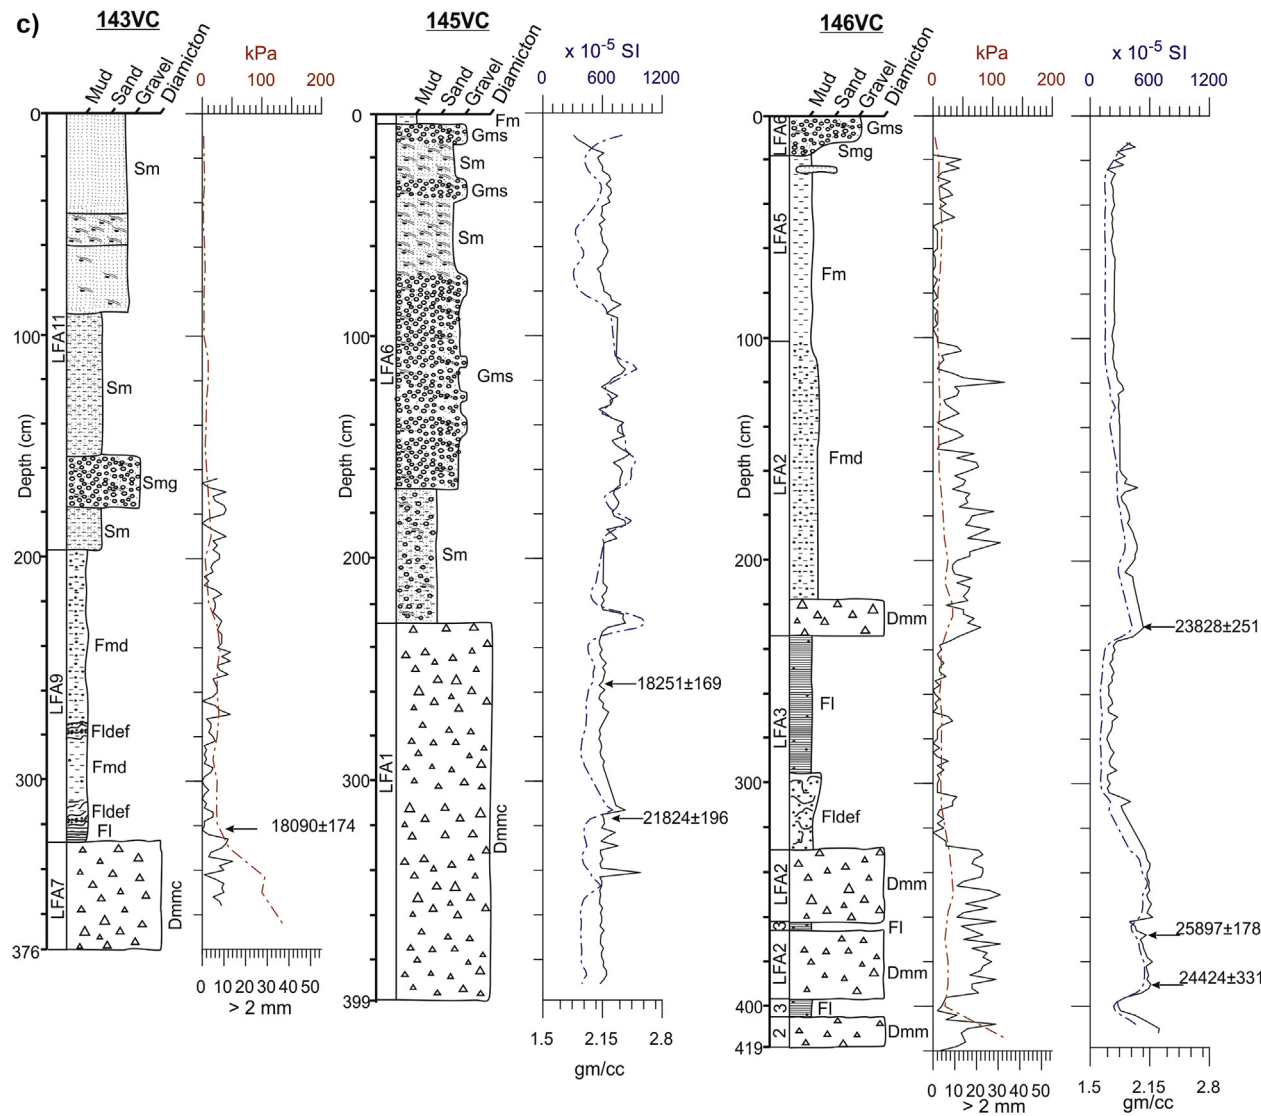 c)
143VC
kPa
0 100 200
Mud Sand Gravel Diamicton
0
100
200
300
376
Depth (cm)
LFA11
LFA9
LFA7
Sm
Sm
Smg
Sm
Fmd
Fldef
Fmd
Fldef
Fl
Dmmc
18090±174
0 10 20 30 40 50
> 2 mm
145VC
x 10-5 SI
0 600 1200
Mud Sand Gravel Diamicton
0
100
200
300
399
Depth (cm)
LFA6
LFA1
Fm
Gms
Sm
Gms
Sm
Gms
Sm
Dmmc
18251±169
21824±196
1.5 2.15 2.8
gm/cc
146VC
kPa
0 100 200
x 10-5 SI
0 600 1200
Mud Sand Gravel Diamicton
0
100
200
300
400
419
Depth (cm)
LFA6
LFA5
LFA2
LFA3
LFA2
3
LFA2
3
2
Gms
Smg
Fm
Fmd
Dmm
Fl
Fldef
Dmm
Fl
Dmm
Fl
Dmm
23828±251
25897±178
24424±331
0 10 20 30 40 50
> 2 mm
1.5 2.15 2.8
gm/cc